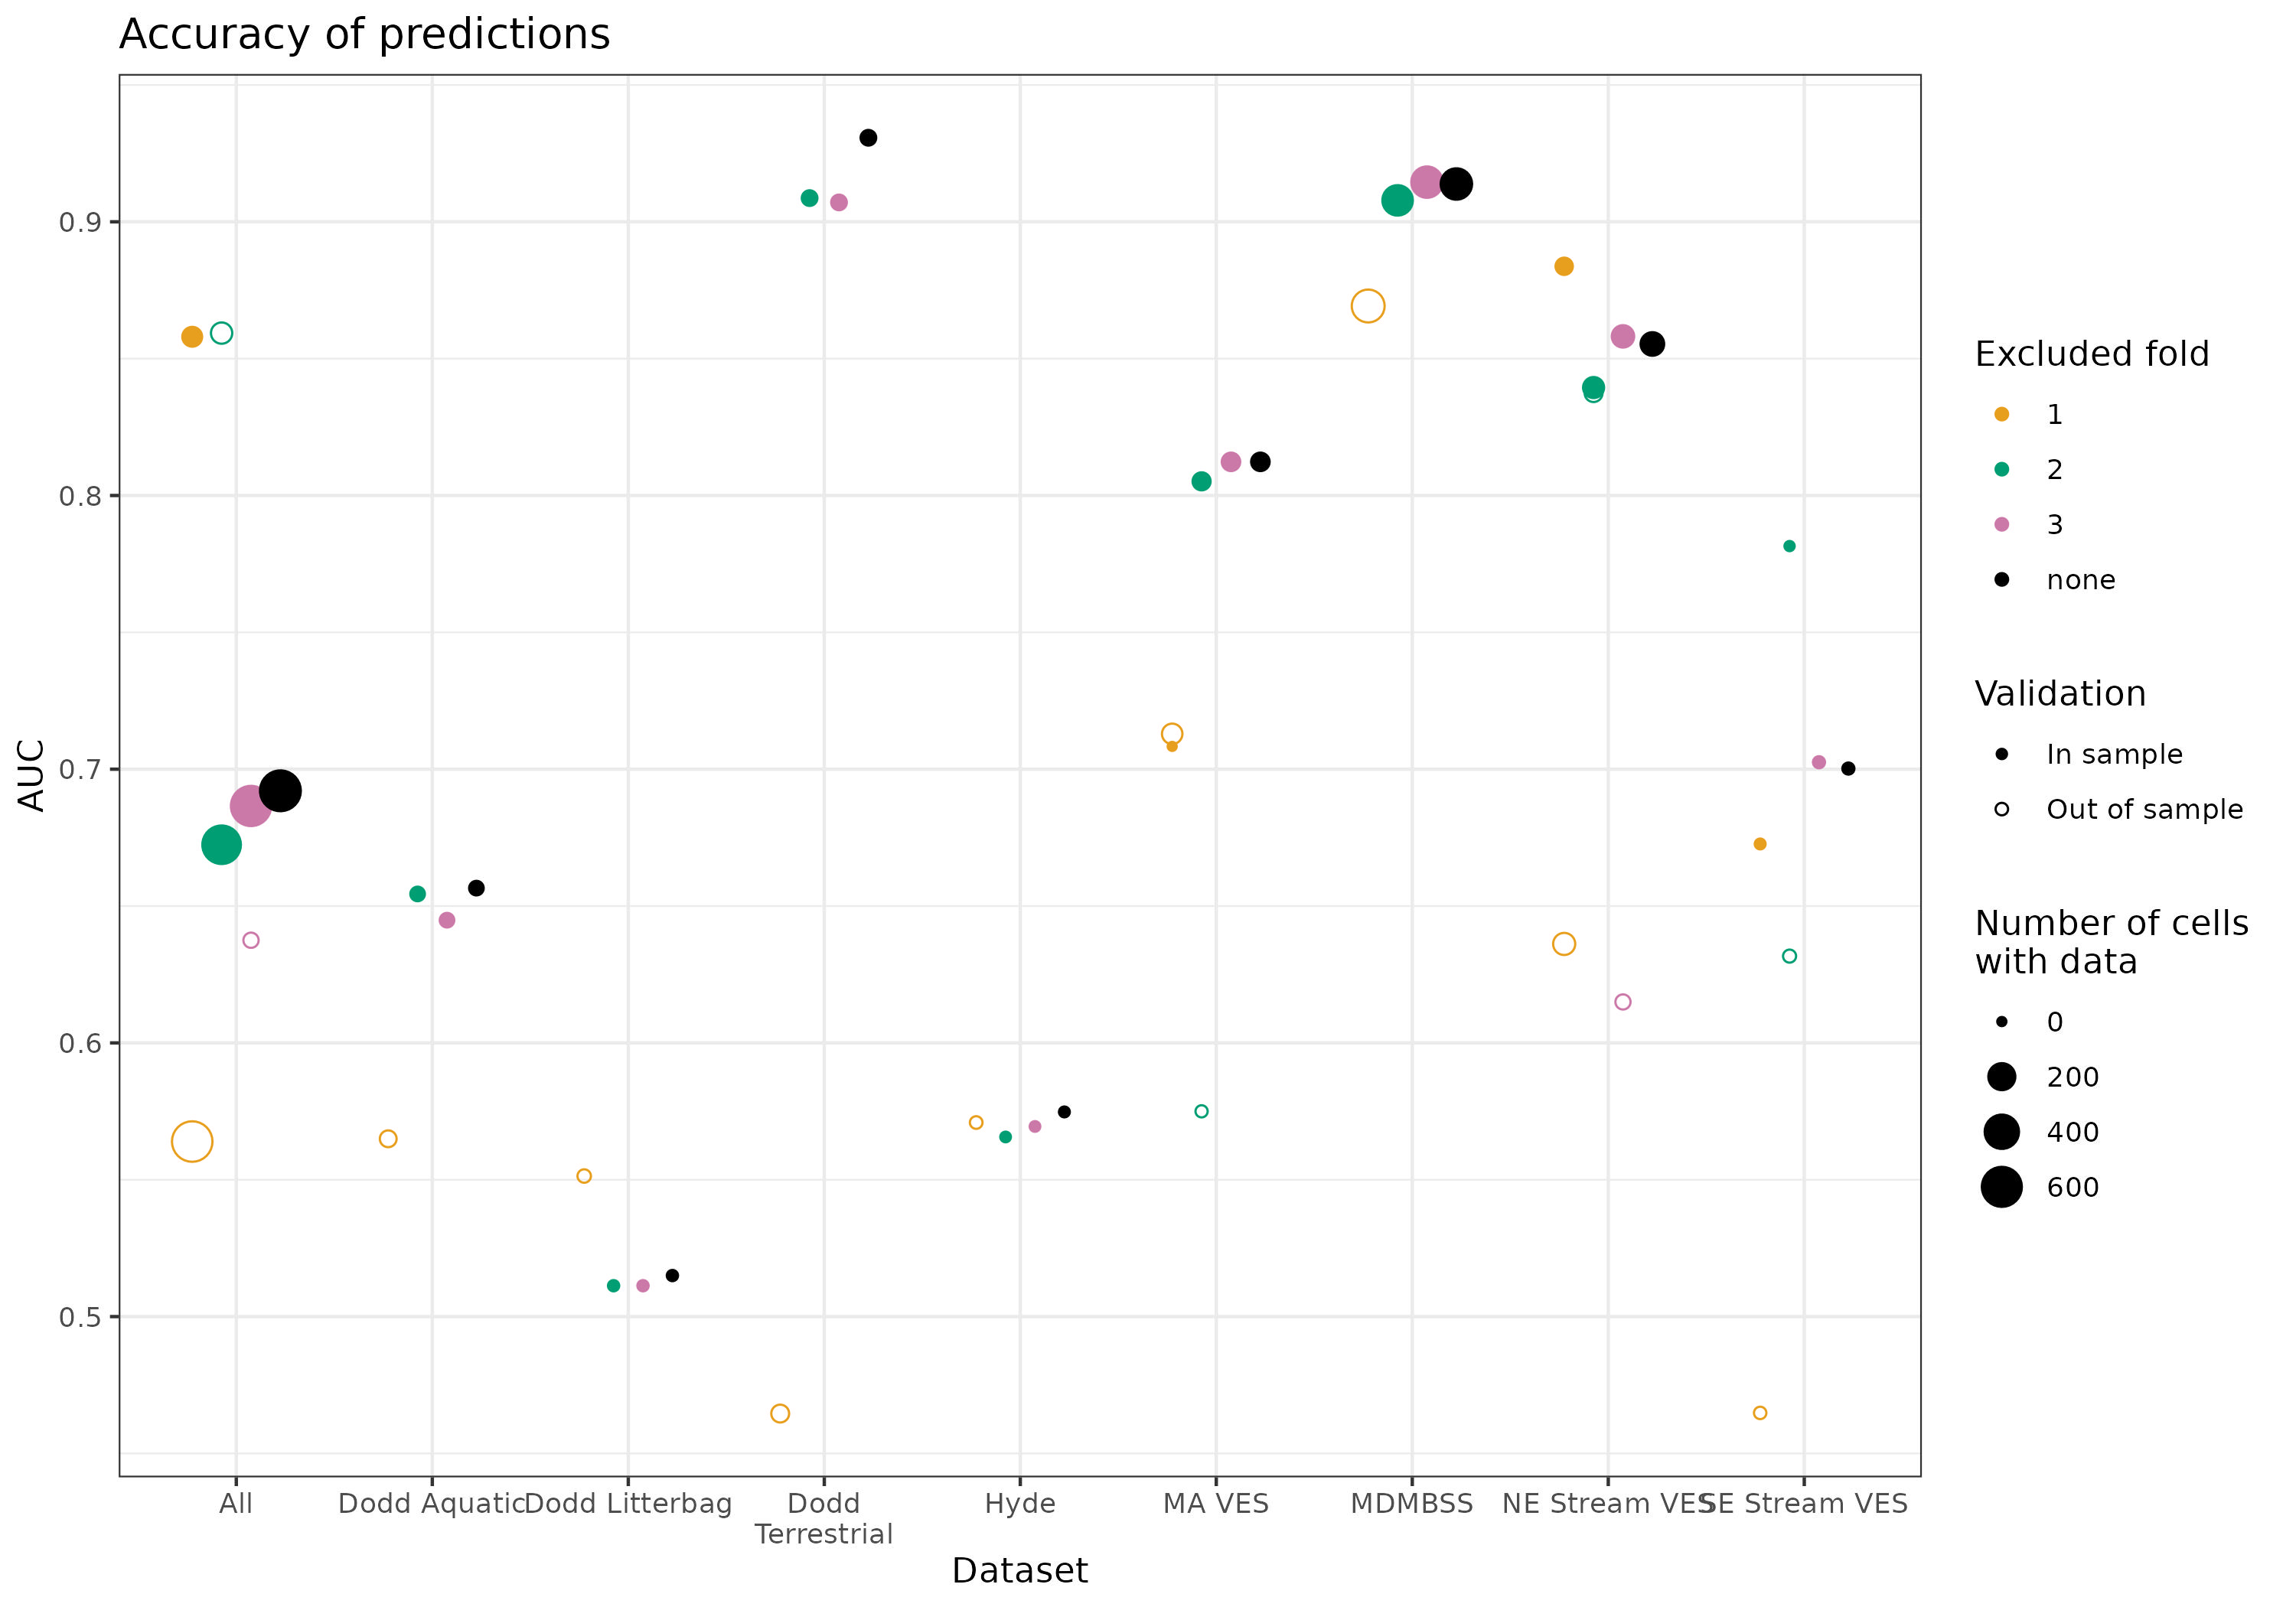 Accuracy of predictions
AUC
0.9
0.8
0.7
0.6
0.5
All
Dodd Aquatic
Dodd Litterbag
Dodd
Terrestrial
Hyde
MA VES
MDMBSS
NE Stream VES
SE Stream VES
Dataset
Excluded fold
1
2
3
none
Validation
In sample
Out of sample
Number of cells
with data
0
200
400
600